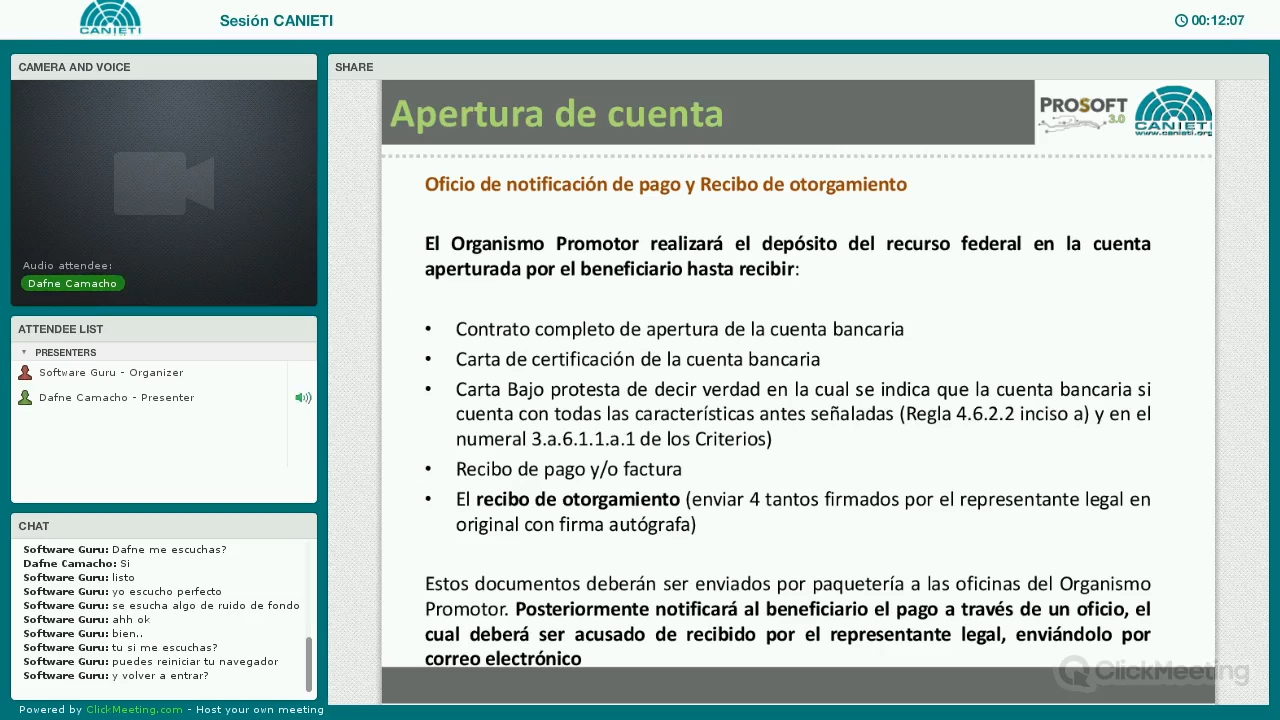 CANIETI
Sesión CANIETI
00:12:07
CAMERA AND VOICE
Audio attendee:
Dafne Camacho
ATTENDEE LIST
PRESENTERS
Software Guru - Organizer
Dafne Camacho - Presenter
CHAT
Software Guru: Dafne me escuchas?
Dafne Camacho: Si
Software Guru: listo
Software Guru: yo escucho perfecto
Software Guru: se esucha algo de ruido de fondo
Software Guru: ahh ok
Software Guru: bien..
Software Guru: tu si me escuchas?
Software Guru: puedes reiniciar tu navegador
Software Guru: y volver a entrar?
Powered by ClickMeeting.com - Host your own meeting
SHARE
Apertura de cuenta
PROSOFT
3.0
CANIETI
www.canieti.org
Oficio de notificación de pago y Recibo de otorgamiento
El Organismo Promotor realizará el depósito del recurso federal en la cuenta
aperturada por el beneficiario hasta recibir:
• Contrato completo de apertura de la cuenta bancaria
• Carta de certificación de la cuenta bancaria
• Carta Bajo protesta de decir verdad en la cual se indica que la cuenta bancaria si
cuenta con todas las características antes señaladas (Regla 4.6.2.2 inciso a) y en el
numeral 3.a.6.1.1.a.1 de los Criterios)
• Recibo de pago y/o factura
• El recibo de otorgamiento (enviar 4 tantos firmados por el representante legal en
original con firma autógrafa)
Estos documentos deberán ser enviados por paquetería a las oficinas del Organismo
Promotor. Posteriormente notificará al beneficiario el pago a través de un oficio, el
cual deberá ser acusado de recibido por el representante legal, enviándolo por
correo electrónico
ClickMeeting